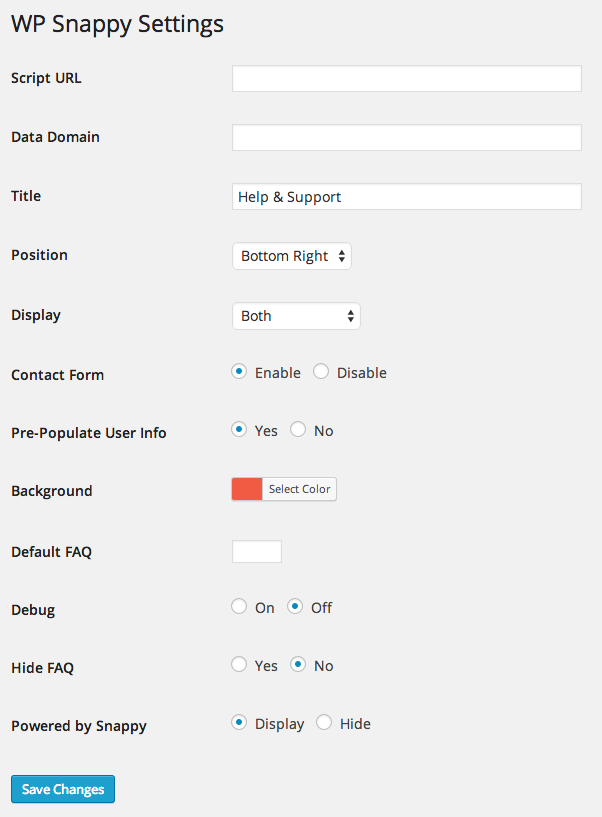 WP Snappy Settings
Script URL
Data Domain
Title Help & Support
Position Bottom Right
Display Both
Contact Form Enable Disable
Pre-Populate User Info Yes No
Background Select Color
Default FAQ
Debug On Off
Hide FAQ Yes No
Powered by Snappy Display Hide
Save Changes